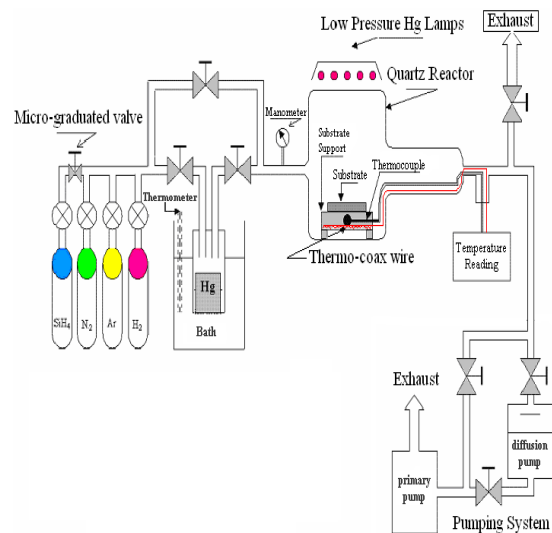 Exhaust
Low Pressure Hg Lamps
Quartz Reactor
Micro-graduated valve
Manometer
Substrate
Support
Thermocouple
Substrate
Thermometer
Thermo-coax wire
Temperature
Reading
Hg
Bath
SiH₄
N₂
Ar
H₂
Exhaust
primary
pump
diffusion
pump
Pumping System